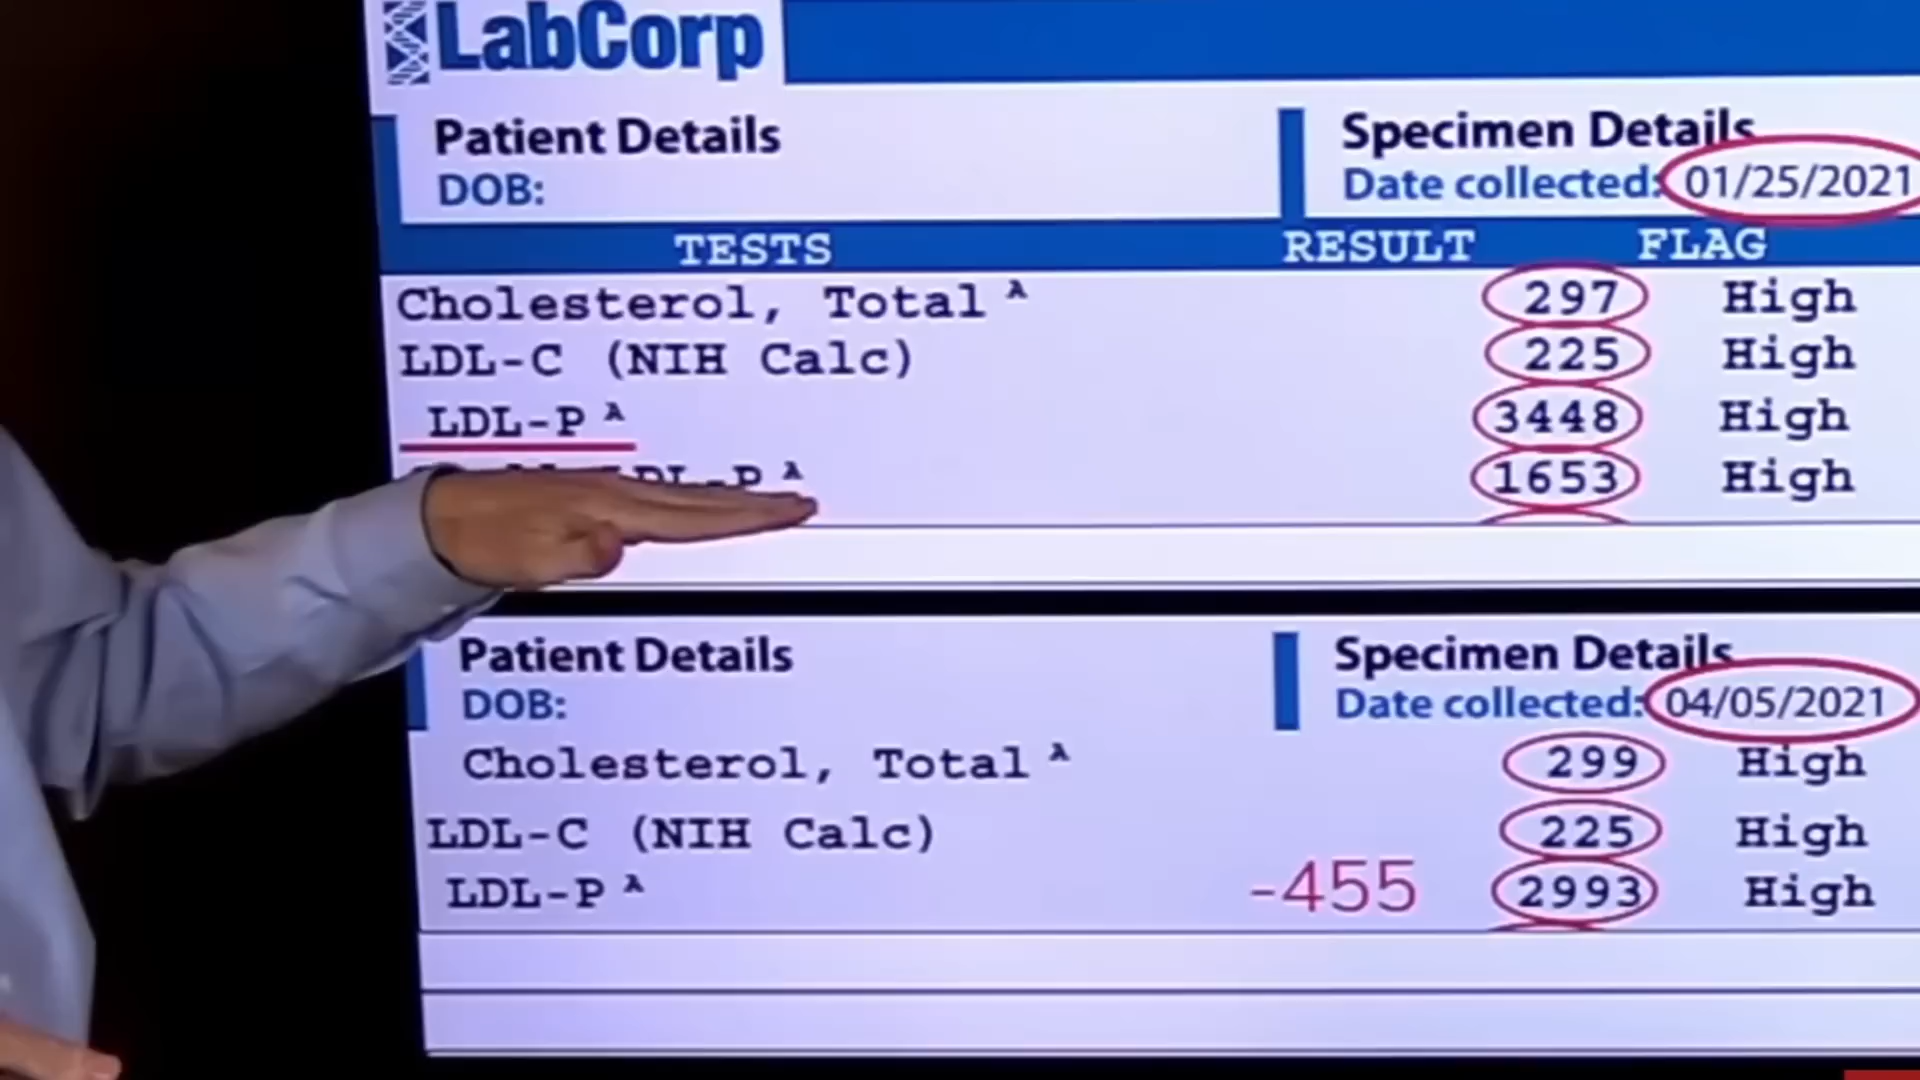 LabCorp
Patient Details
DOB:
Specimen Details
Date collected: 01/25/2021
TESTS RESULT FLAG
Cholesterol, Total ᴬ 297 High
LDL-C (NIH Calc) 225 High
LDL-P ᴬ 3448 High
LDL-P ᴬ 1653 High
Patient Details
DOB:
Specimen Details
Date collected: 04/05/2021
Cholesterol, Total ᴬ 299 High
LDL-C (NIH Calc) 225 High
LDL-P ᴬ -455 2993 High